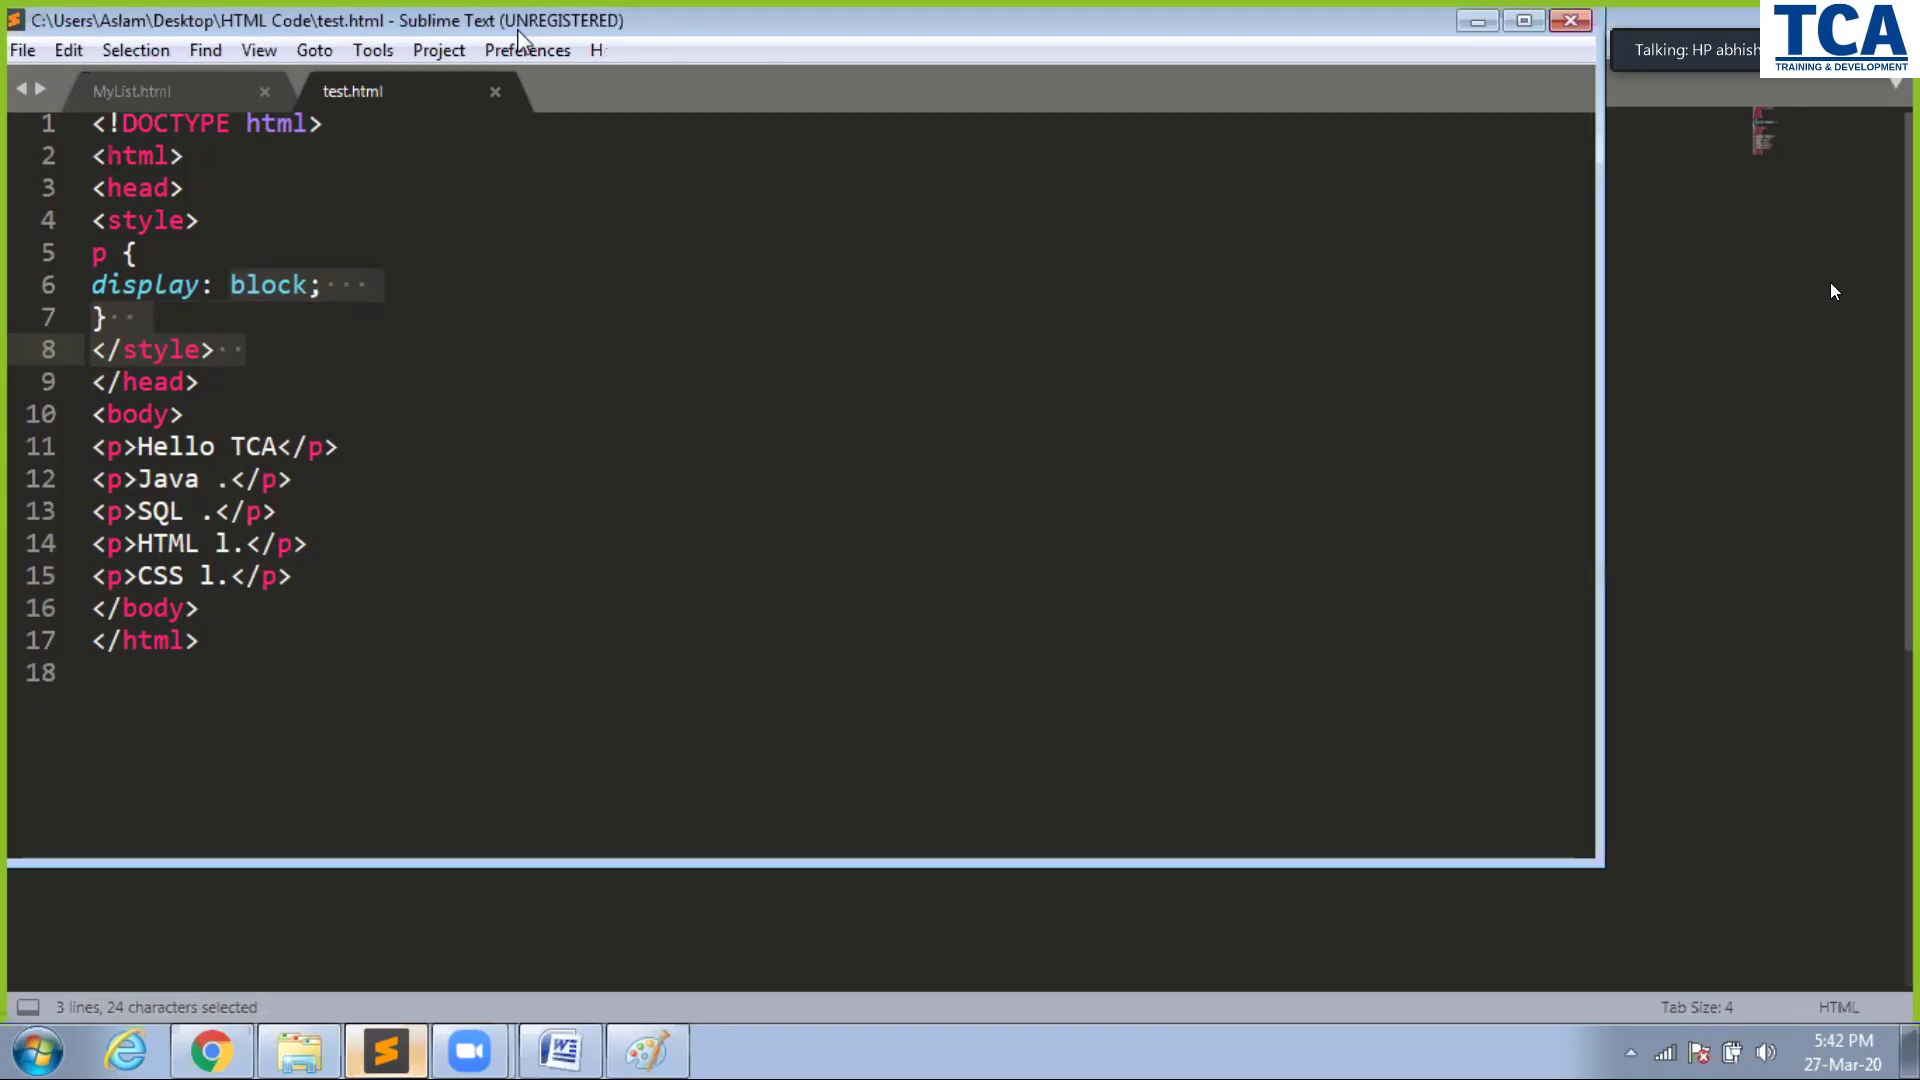 C:\Users\Aslam\Desktop\HTML Code\test.html - Sublime Text (UNREGISTERED)
File Edit Selection Find View Goto Tools Project Preferences H
Talking: HP abhish
TCA
TRAINING & DEVELOPMENT
MyList.html
test.html
1 <!DOCTYPE html>
2 <html>
3 <head>
4 <style>
5 p {
6 display: block;
7 }
8 </style>
9 </head>
10 <body>
11 <p>Hello TCA</p>
12 <p>Java .</p>
13 <p>SQL .</p>
14 <p>HTML l.</p>
15 <p>CSS l.</p>
16 </body>
17 </html>
18
3 lines, 24 characters selected
Tab Size: 4
HTML
5:42 PM
27-Mar-20